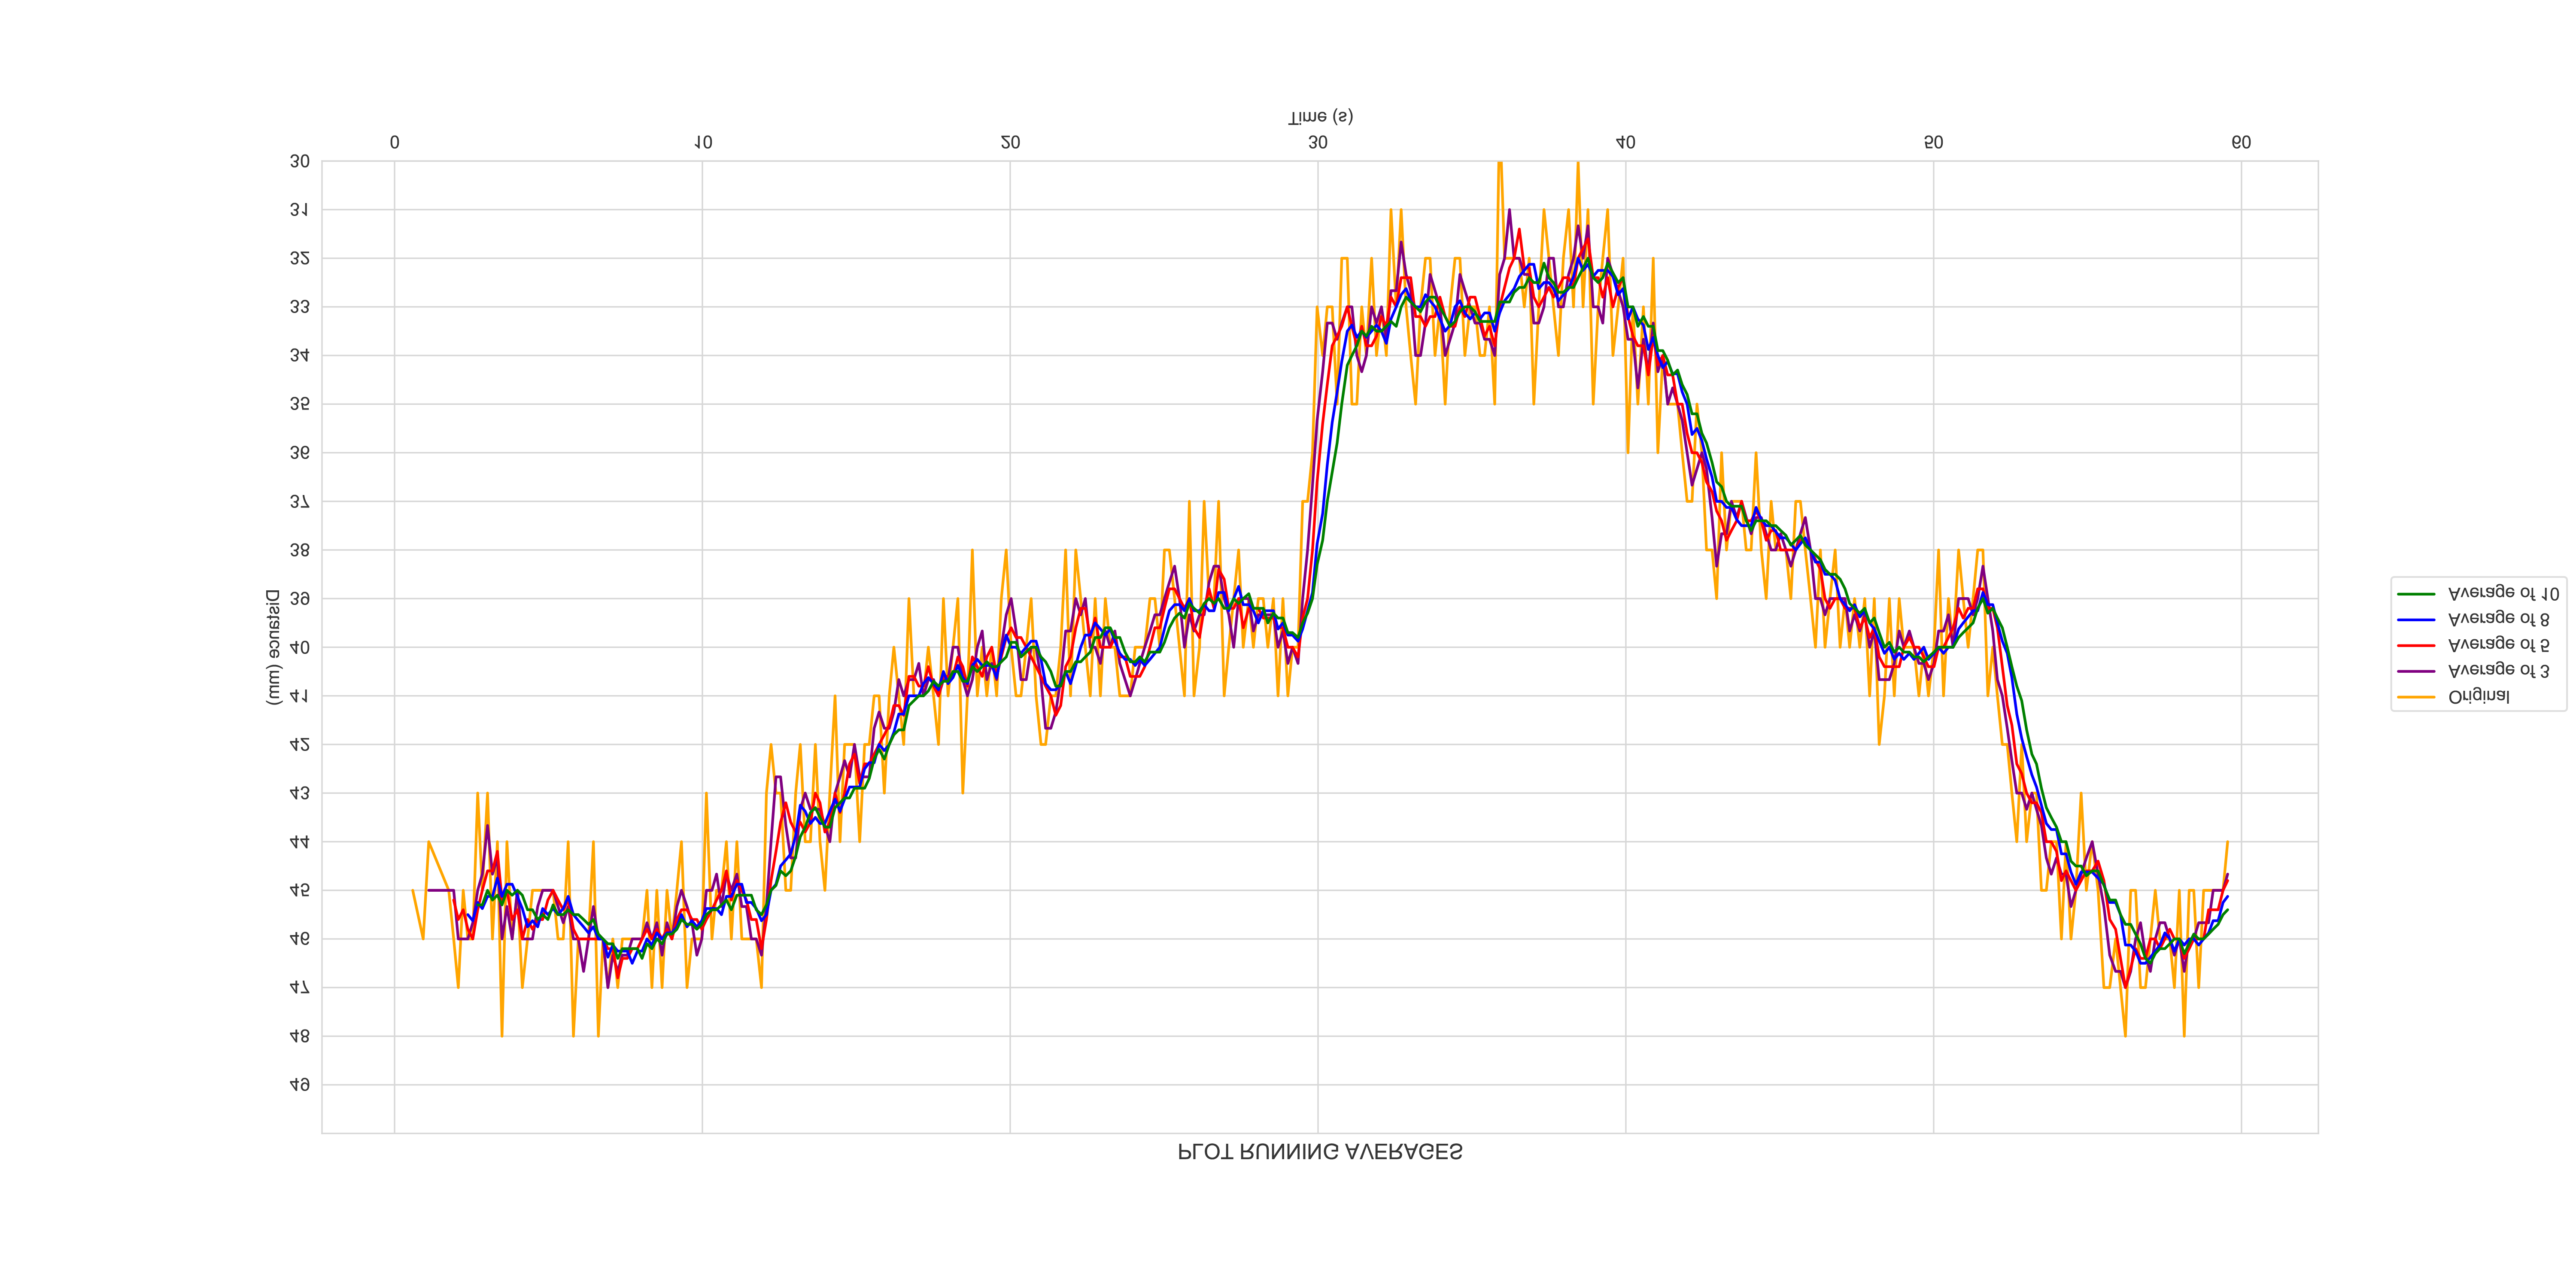 Time (s)
0 10 20 30 40 50 60
30
31
32
33
34
35
36
37
38
39
40
41
42
43
44
45
46
47
48
49
Distance (mm)
Average of 10
Average of 8
Average of 5
Average of 3
Original
PLOT RUNNING AVERAGES